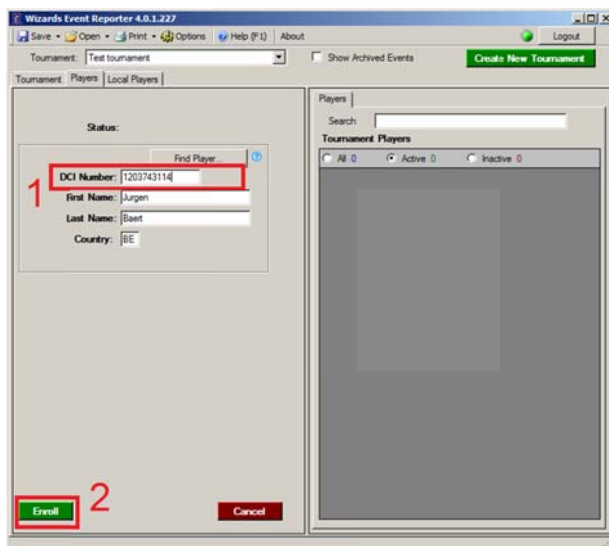 Wizards Event Reporter 4.0.1.227
Save Open Print Options Help (F1) About Logout
Tournament: Test tournament Show Archived Events Create New Tournament
Tournament Players Local Players
Players
Status:
Search
Tournament Players
Find Player...
All 0 Active 0 Inactive 0
1
DCI Number: 1203743114
First Name: Jurgen
Last Name: Baert
Country: BE
2
Enroll Cancel